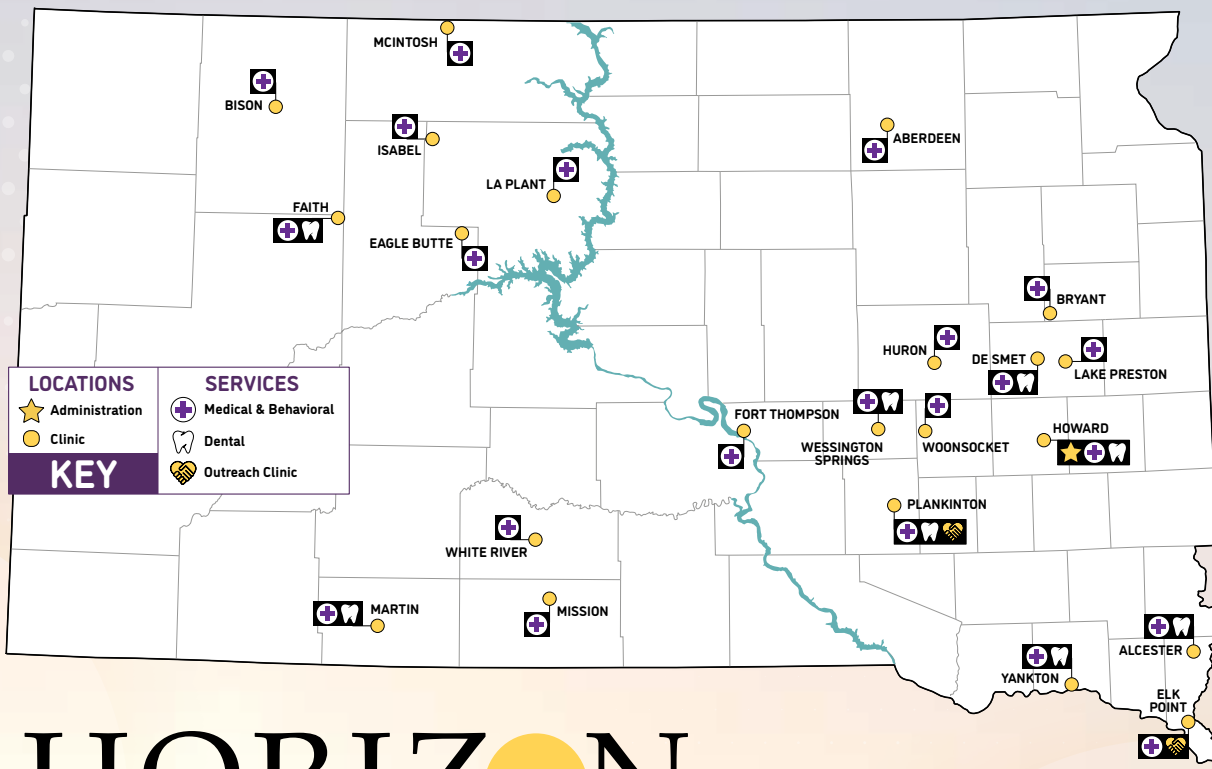 MCINTOSH
BISON
ISABEL
ABERDEEN
LA PLANT
FAITH
EAGLE BUTTE
BRYANT
HURON
DE SMET
LAKE PRESTON
LOCATIONS
Administration
Clinic
KEY
SERVICES
Medical & Behavioral
Dental
Outreach Clinic
FORT THOMPSON
WESSINGTON
SPRINGS
WOONSOCKET
HOWARD
PLANKINTON
WHITE RIVER
MARTIN
MISSION
ALCESTER
YANKTON
ELK
POINT
HORIZON